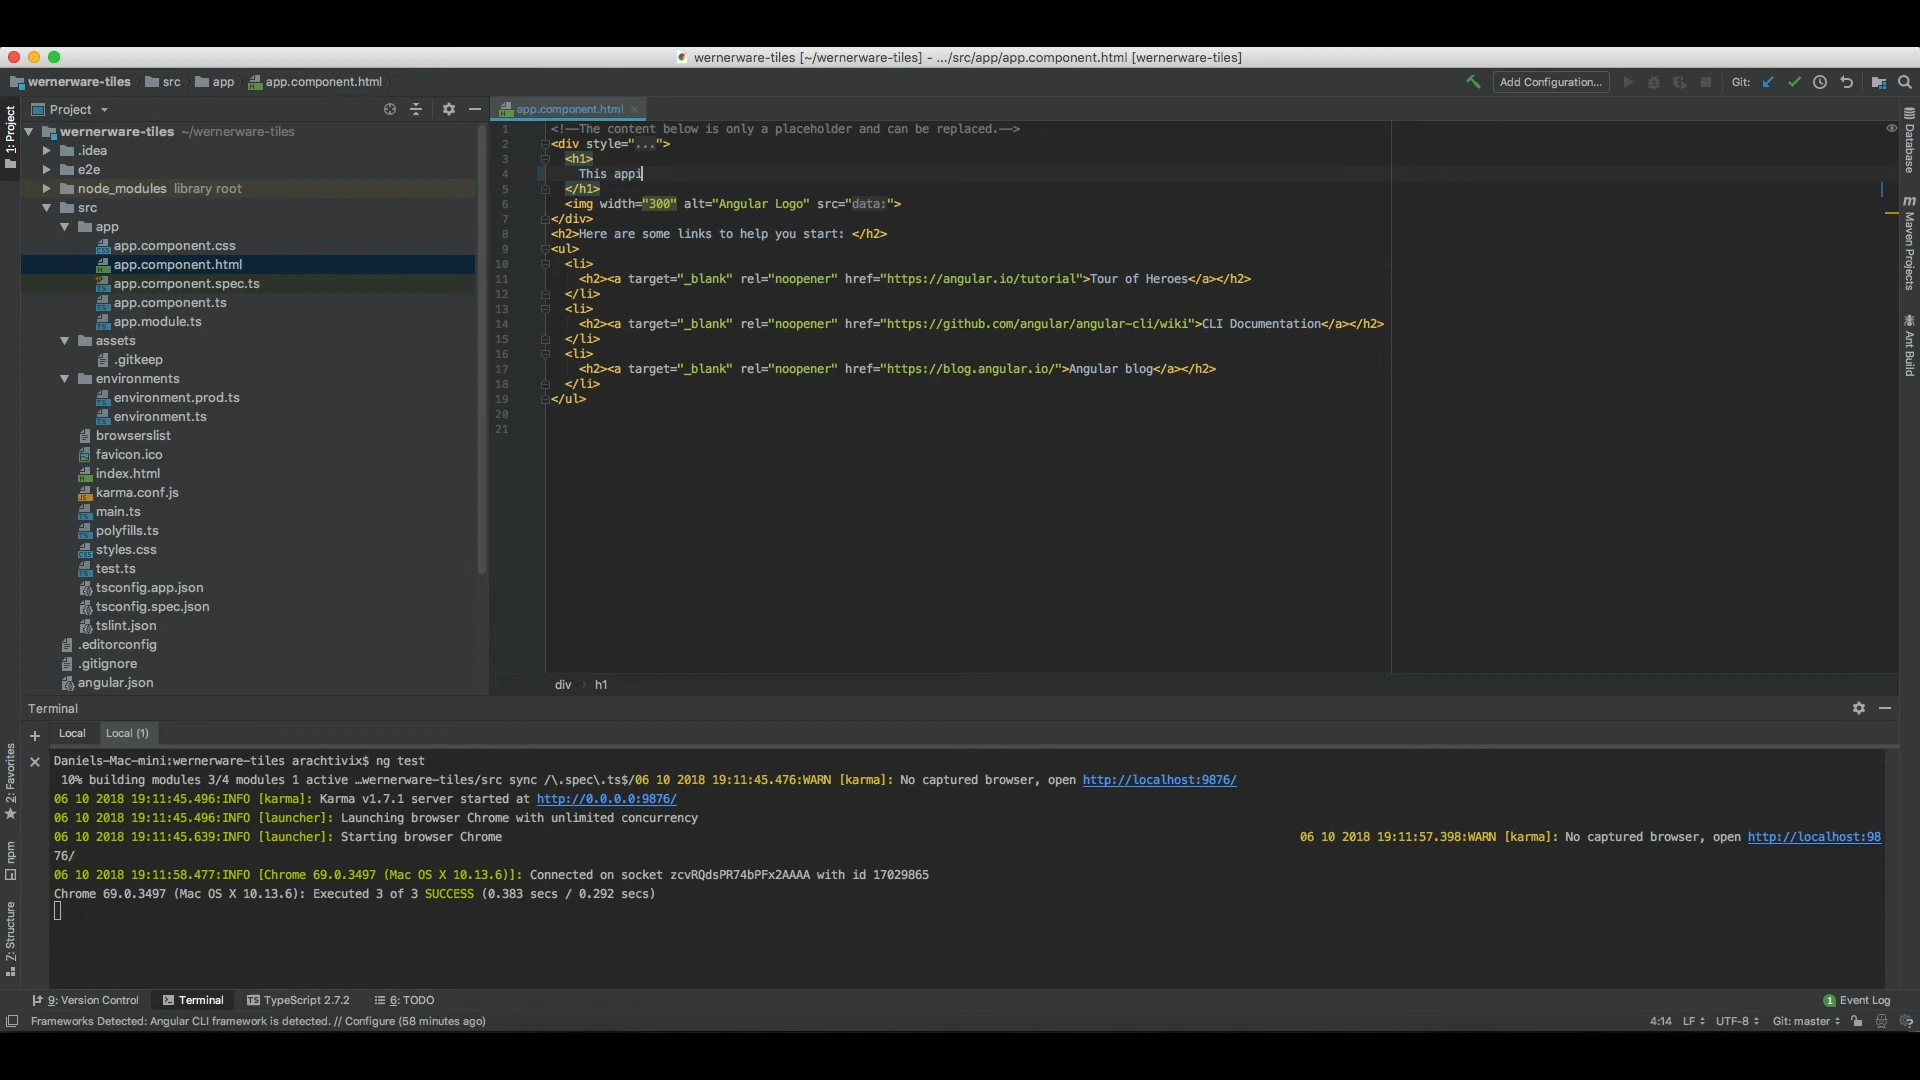 wernerware-tiles [~/wernerware-tiles] - .../src/app/app.component.html [wernerware-tiles]
wernerware-tiles src app app.component.html
Add Configuration... Git:
1: Project
Project
wernerware-tiles ~/wernerware-tiles
.idea
e2e
node_modules library root
src
app
app.component.css
app.component.html
app.component.spec.ts
app.component.ts
app.module.ts
assets
.gitkeep
environments
environment.prod.ts
environment.ts
browserslist
favicon.ico
index.html
karma.conf.js
main.ts
polyfills.ts
styles.css
test.ts
tsconfig.app.json
tsconfig.spec.json
tslint.json
.editorconfig
.gitignore
angular.json
app.component.html
1 <!--The content below is only a placeholder and can be replaced.-->
2 <div style="...">
3 <h1>
4 This appi
5 </h1>
6 <img width="300" alt="Angular Logo" src="data:">
7 </div>
8 <h2>Here are some links to help you start: </h2>
9 <ul>
10 <li>
11 <h2><a target="_blank" rel="noopener" href="https://angular.io/tutorial">Tour of Heroes</a></h2>
12 </li>
13 <li>
14 <h2><a target="_blank" rel="noopener" href="https://github.com/angular/angular-cli/wiki">CLI Documentation</a></h2>
15 </li>
16 <li>
17 <h2><a target="_blank" rel="noopener" href="https://blog.angular.io/">Angular blog</a></h2>
18 </li>
19 </ul>
20
21
div h1
Database
Maven Projects
Ant Build
Terminal
Local Local (1)
Daniels-Mac-mini:wernerware-tiles arachtivix$ ng test
10% building modules 3/4 modules 1 active …wernerware-tiles/src sync /\.spec\.ts$/06 10 2018 19:11:45.476:WARN [karma]: No captured browser, open http://localhost:9876/
06 10 2018 19:11:45.496:INFO [karma]: Karma v1.7.1 server started at http://0.0.0.0:9876/
06 10 2018 19:11:45.496:INFO [launcher]: Launching browser Chrome with unlimited concurrency
06 10 2018 19:11:45.639:INFO [launcher]: Starting browser Chrome 06 10 2018 19:11:57.398:WARN [karma]: No captured browser, open http://localhost:98
76/
06 10 2018 19:11:58.477:INFO [Chrome 69.0.3497 (Mac OS X 10.13.6)]: Connected on socket zcvRQdsPR74bPFx2AAAA with id 17029865
Chrome 69.0.3497 (Mac OS X 10.13.6): Executed 3 of 3 SUCCESS (0.383 secs / 0.292 secs)
2: Favorites
npm
7: Structure
9: Version Control Terminal TypeScript 2.7.2 6: TODO 1 Event Log
Frameworks Detected: Angular CLI framework is detected. // Configure (58 minutes ago) 4:14 LF UTF-8 Git: master